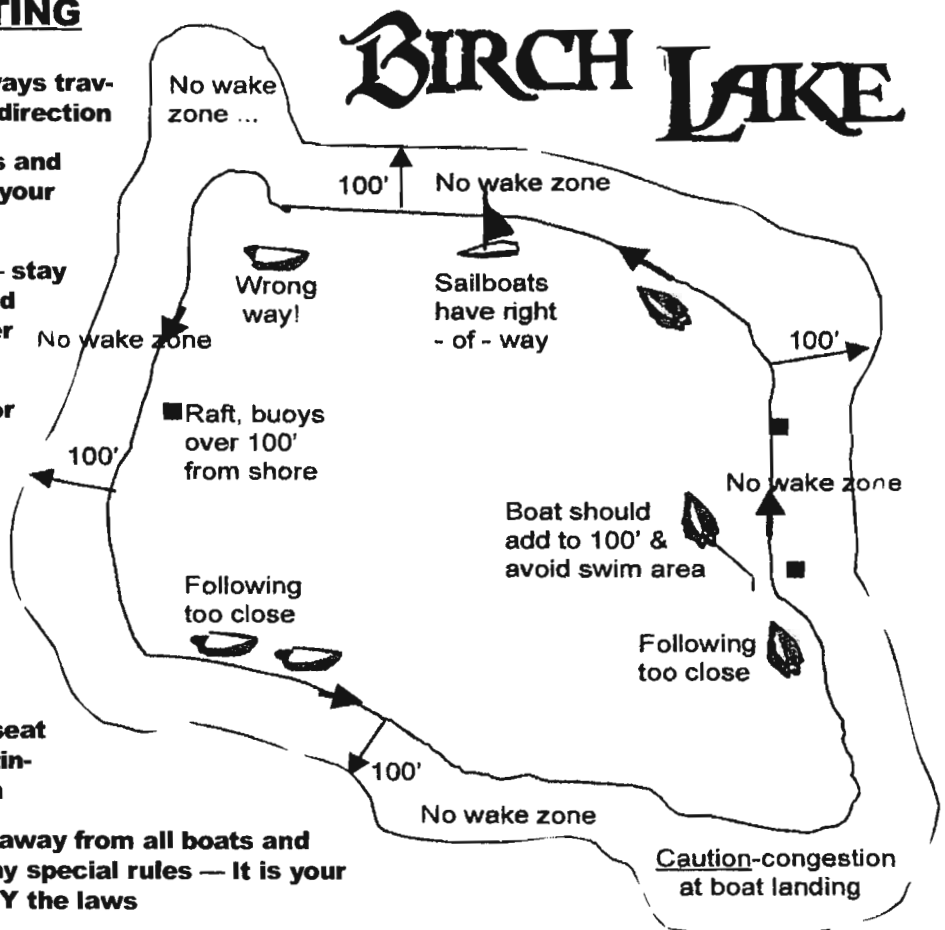 TING
BIRCH
LAKE
ays trav-
direction
s and
your
- stay
d
er
or
seat
tin-
n
away from all boats and
ny special rules — It is your
Y the laws
No wake
zone ...
100'
No wake zone
Wrong
way!
Sailboats
have right
- of - way
100'
No wake zone
Raft, buoys
over 100'
from shore
100'
No wake zone
Boat should
add to 100' &
avoid swim area
Following
too close
Following
too close
100'
No wake zone
Caution-congestion
at boat landing